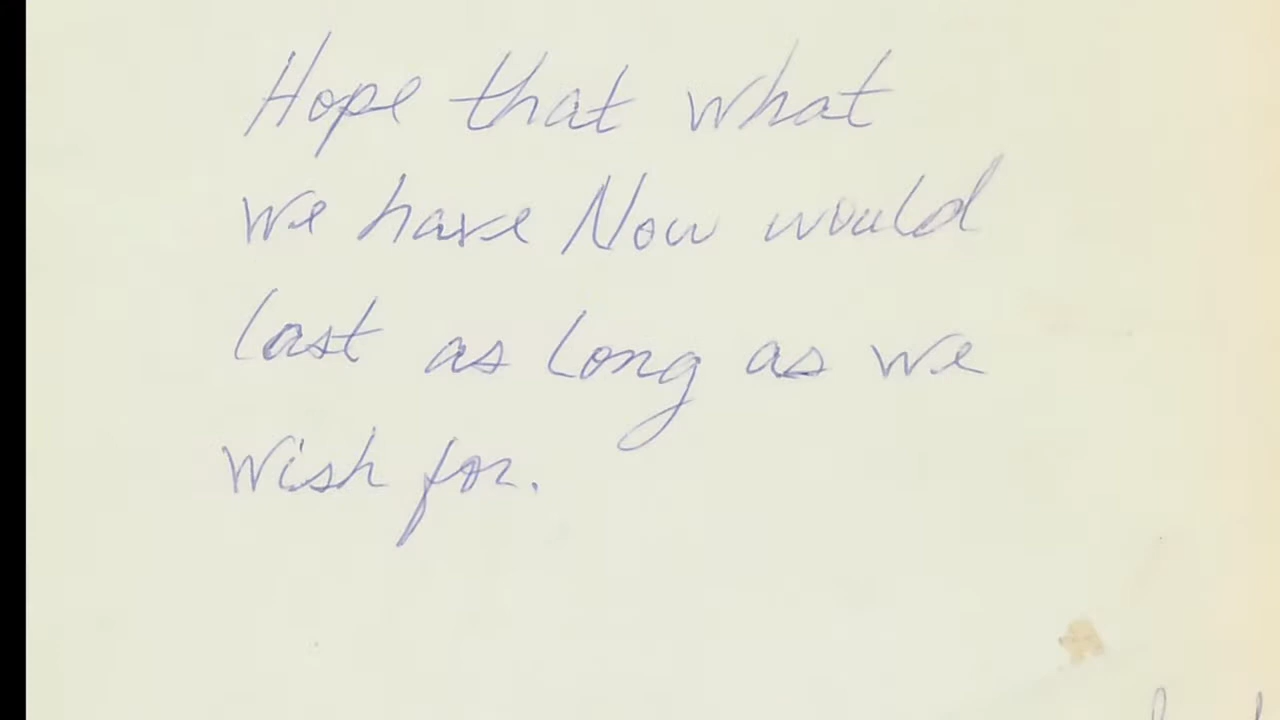 Hope that what
we have Now would
last as long as we
wish for.